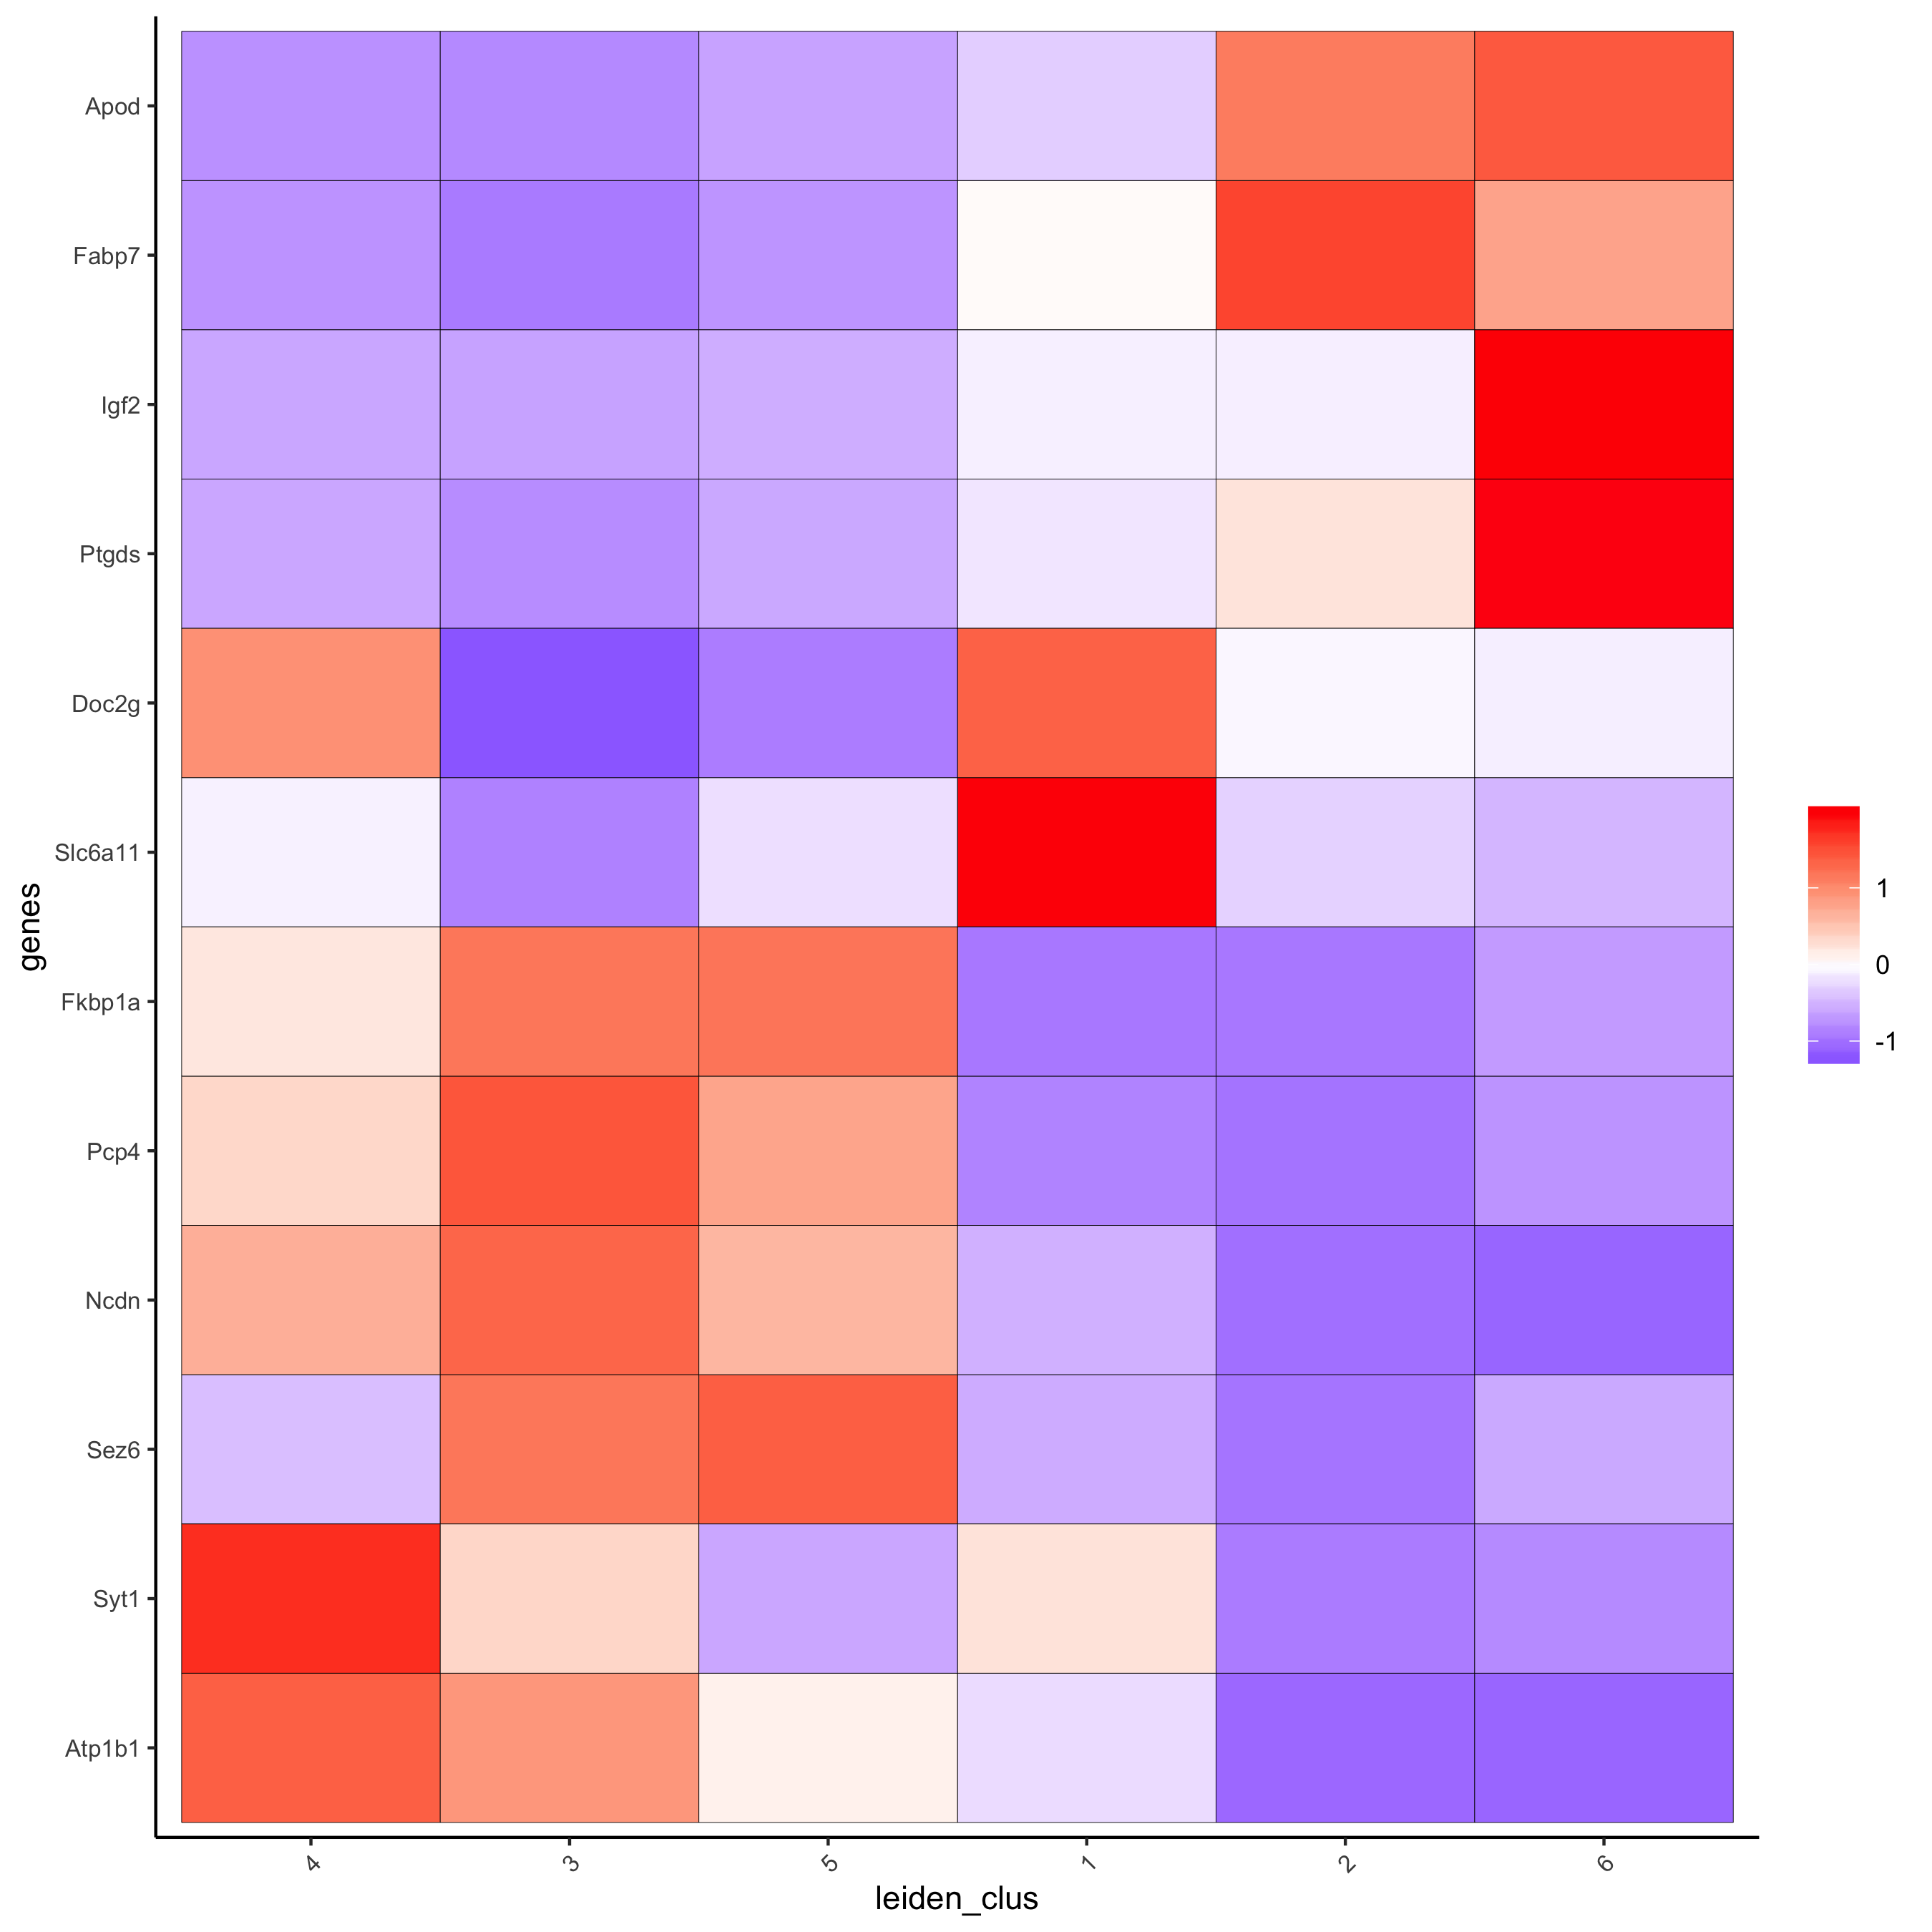 genes
Apod
Fabp7
Igf2
Ptgds
Doc2g
Slc6a11
Fkbp1a
Pcp4
Ncdn
Sez6
Syt1
Atp1b1
4 3 5 1 2 6
leiden_clus
1
0
-1